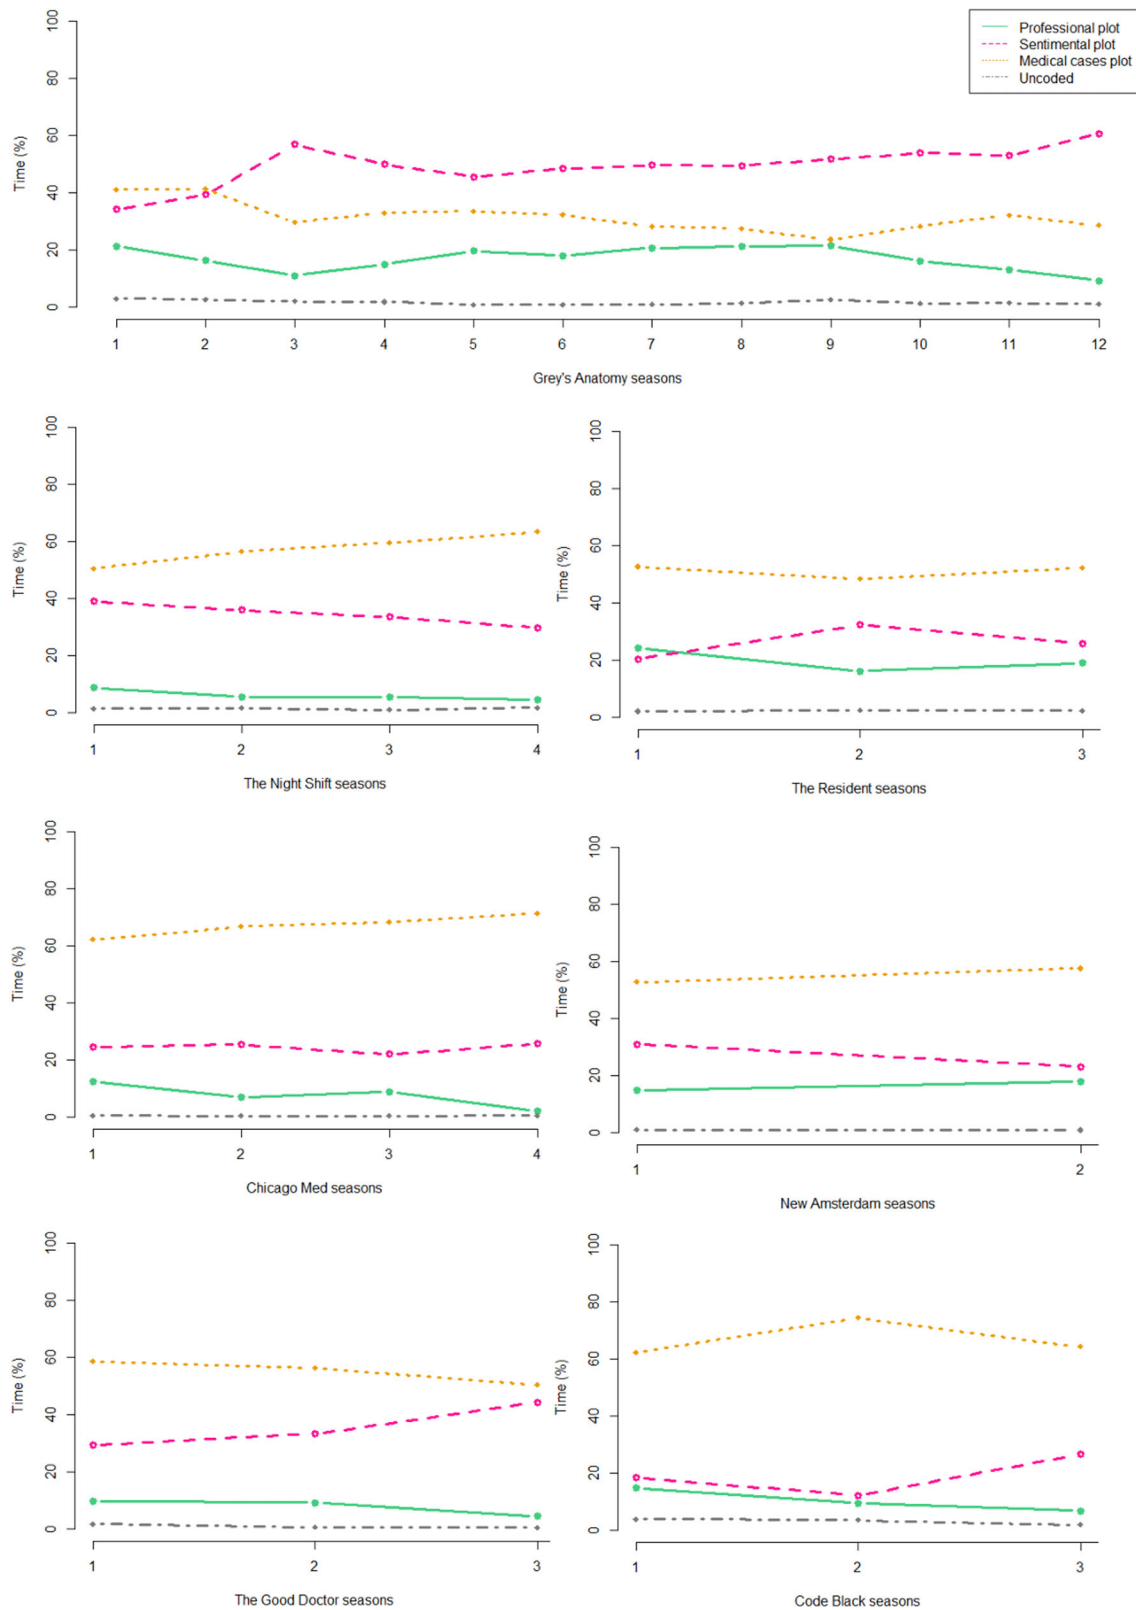 Professional plot
Sentimental plot
Medical cases plot
Uncoded
Time (%)
100
80
60
40
20
0
1 2 3 4 5 6 7 8 9 10 11 12
Grey's Anatomy seasons
Time (%)
100
80
60
40
20
0
1 2 3 4
The Night Shift seasons
Time (%)
100
80
60
40
20
0
1 2 3
The Resident seasons
Time (%)
100
80
60
40
20
0
1 2 3 4
Chicago Med seasons
Time (%)
100
80
60
40
20
0
1 2
New Amsterdam seasons
Time (%)
100
80
60
40
20
0
1 2 3
The Good Doctor seasons
Time (%)
100
80
60
40
20
0
1 2 3
Code Black seasons